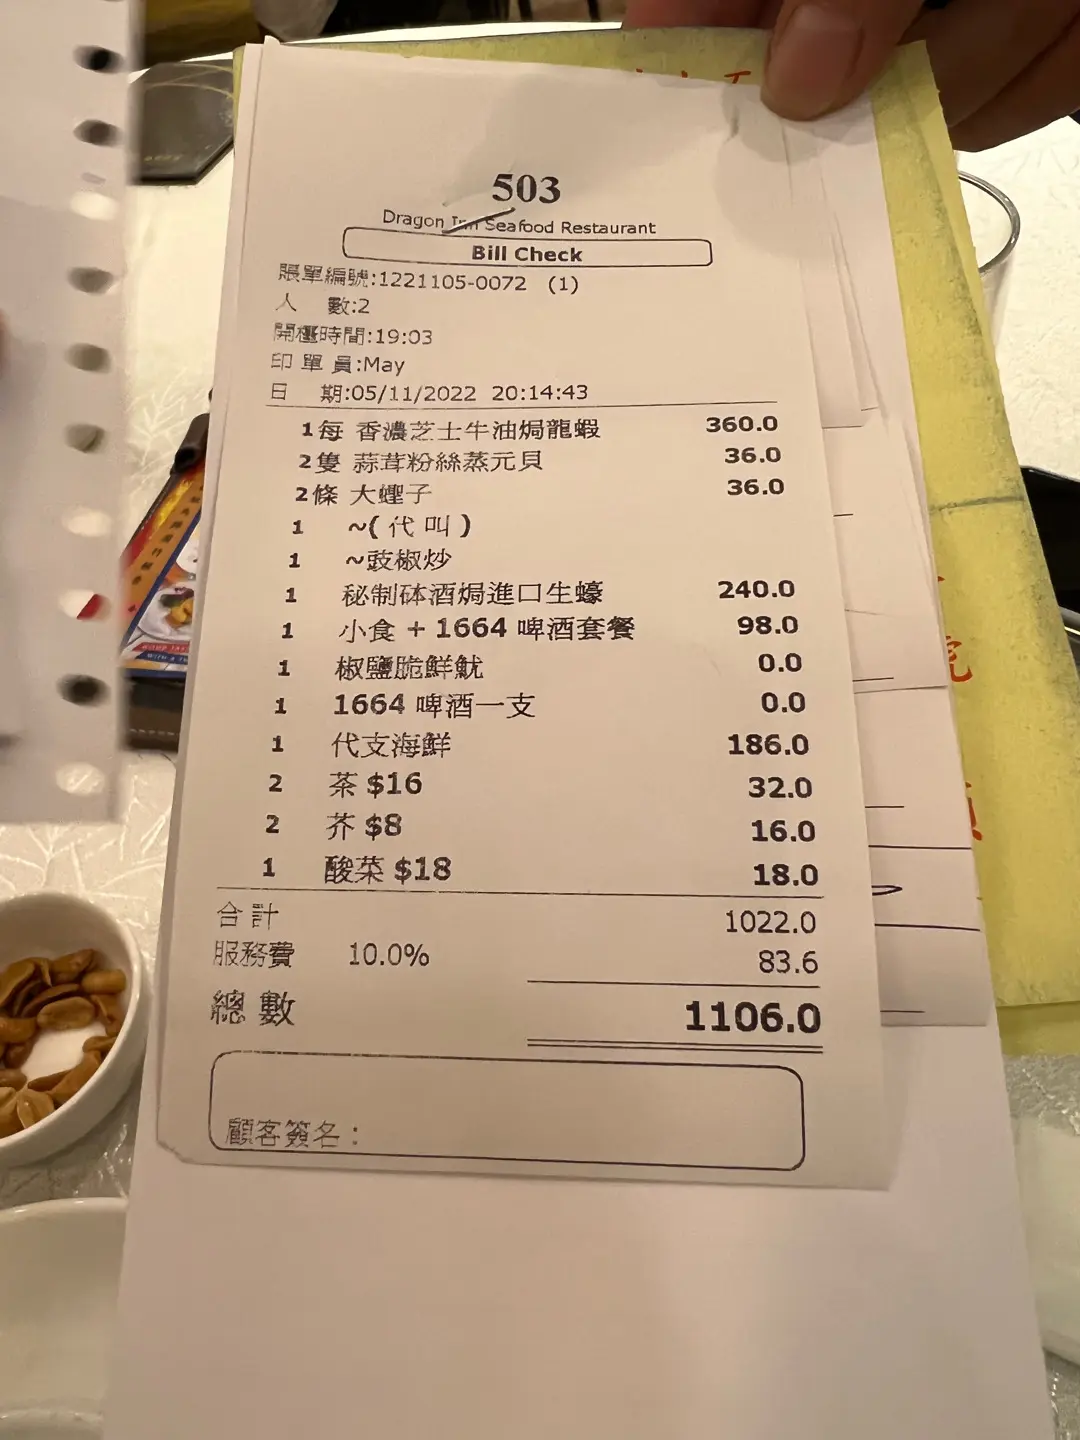 503
Dragon Inn Seafood Restaurant
Bill Check
賬單編號:1221105-0072 (1)
人 數:2
開檯時間:19:03
印單員:May
日 期:05/11/2022 20:14:43
1每 香濃芝士牛油焗龍蝦 360.0
2隻 蒜茸粉絲蒸元貝 36.0
2條 大蟶子 36.0
1 ~(代叫)
1 ~豉椒炒
1 秘制砵酒焗進口生蠔 240.0
1 小食 + 1664 啤酒套餐 98.0
1 椒鹽脆鮮魷 0.0
1 1664 啤酒一支 0.0
1 代支海鮮 186.0
2 茶 $16 32.0
2 芥 $8 16.0
1 酸菜 $18 18.0
合計 1022.0
服務費 10.0% 83.6
總數 1106.0
顧客簽名：